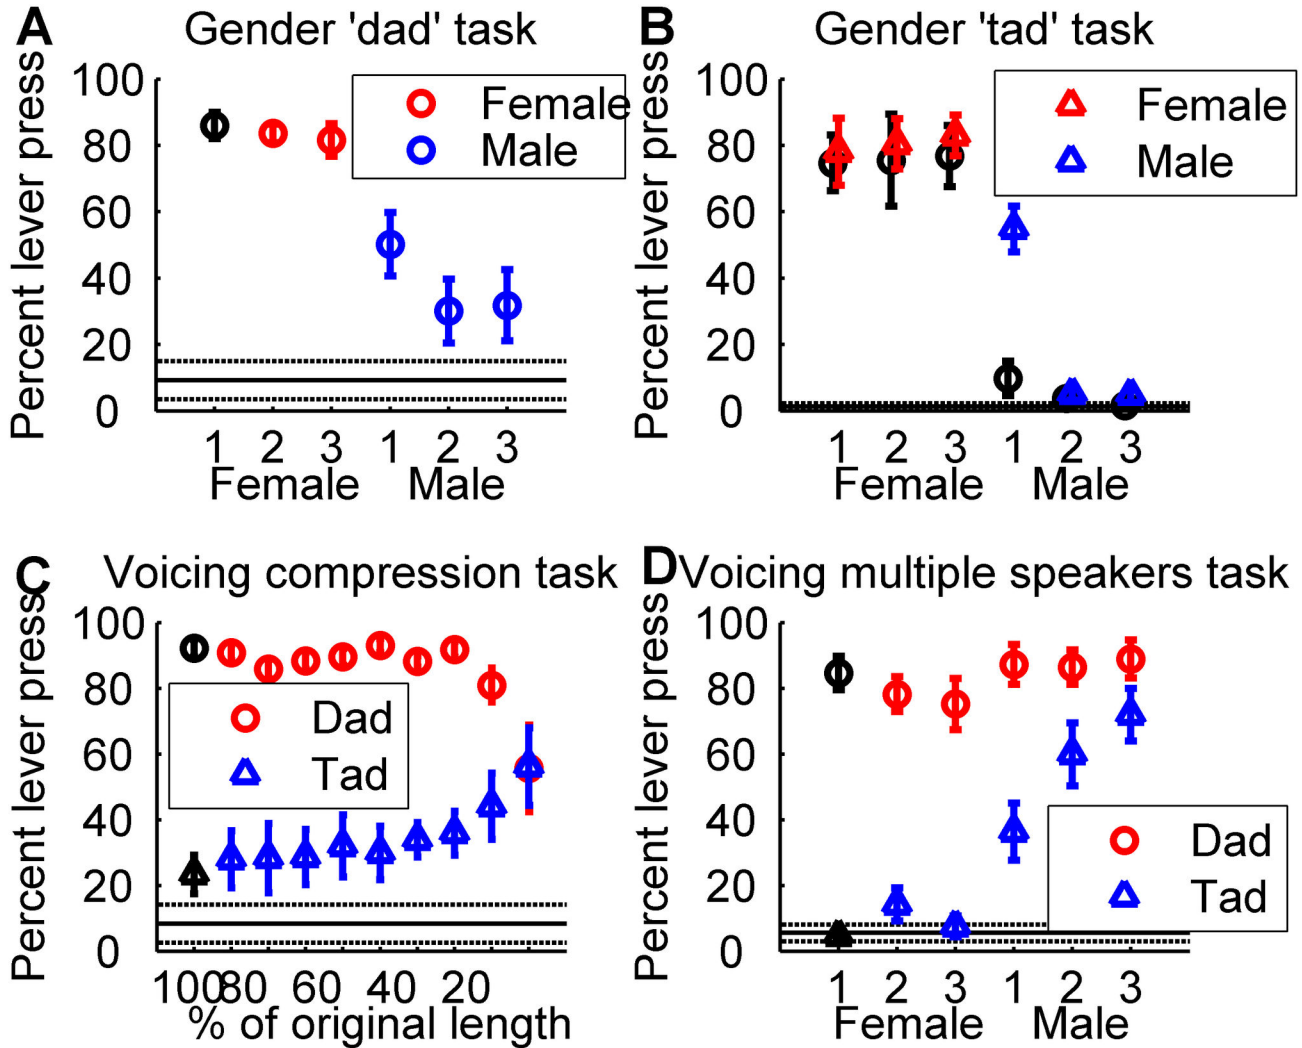 A
Gender 'dad' task
Percent lever press
100
80
60
40
20
0
Female
Male
1 2 3 1 2 3
Female Male
B
Gender 'tad' task
Percent lever press
100
80
60
40
20
0
Female
Male
1 2 3 1 2 3
Female Male
C
Voicing compression task
Percent lever press
100
80
60
40
20
0
Dad
Tad
100 80 60 40 20
% of original length
D
Voicing multiple speakers task
Percent lever press
100
80
60
40
20
0
Dad
Tad
1 2 3 1 2 3
Female Male